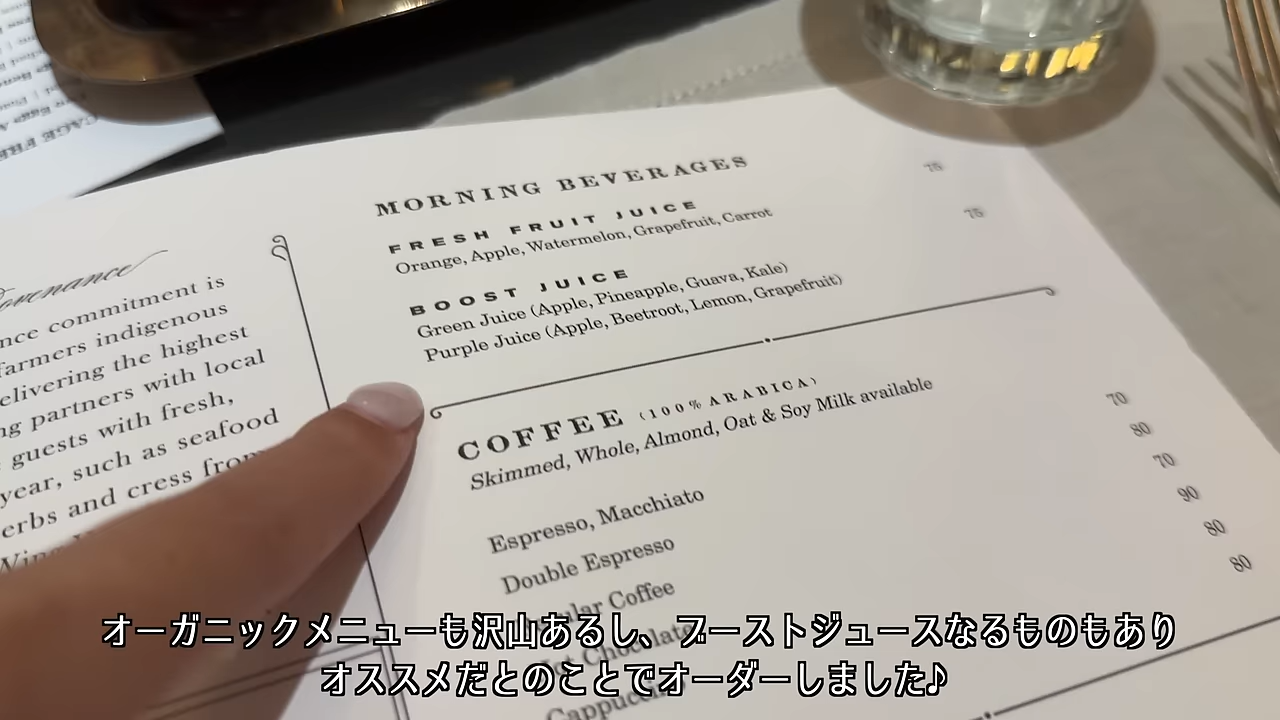 MORNING BEVERAGES
FRESH FRUIT JUICE 75
Orange, Apple, Watermelon, Grapefruit, Carrot
BOOST JUICE 75
Green Juice (Apple, Pineapple, Guava, Kale)
Purple Juice (Apple, Beetroot, Lemon, Grapefruit)
COFFEE (100% ARABICA)
Skimmed, Whole, Almond, Oat & Soy Milk available
Espresso, Macchiato 70
Double Espresso 80
Coffee 70
Chocolate 90
Cappuccino 80
80
commitment is
farmers indigenous
the highest
partners with local
guests with fresh,
year, such as seafood
and cress from
オーガニックメニューも沢山あるし、ブーストジュースなるものもあり
オススメだとのことでオーダーしました♪